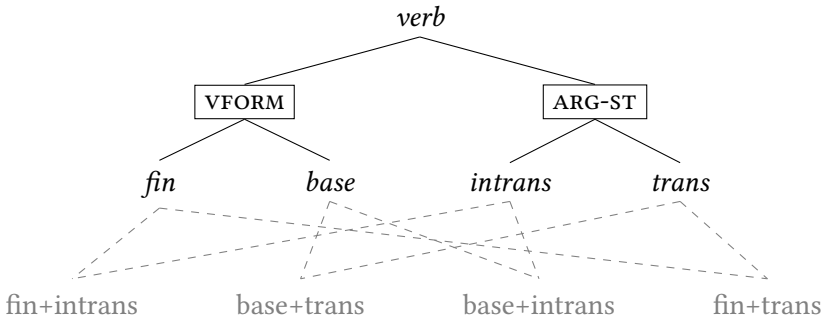 verb
VFORM ARG-ST
fin base intrans trans
fin+intrans base+trans base+intrans fin+trans